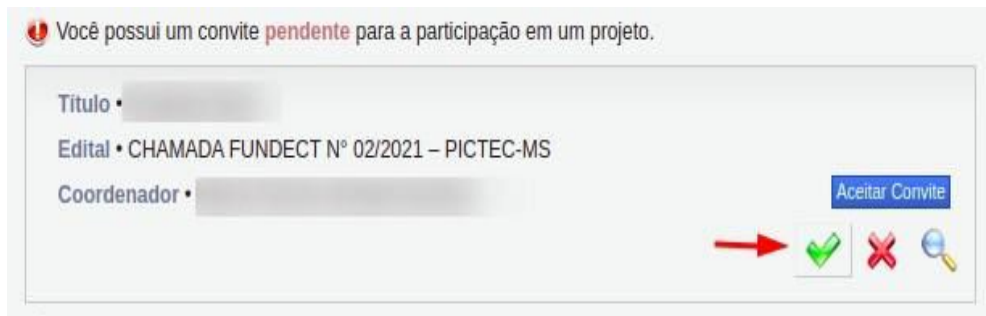 Você possui um convite pendente para a participação em um projeto.
Título •
Edital • CHAMADA FUNDECT N° 02/2021 – PICTEC-MS
Coordenador •
Aceitar Convite